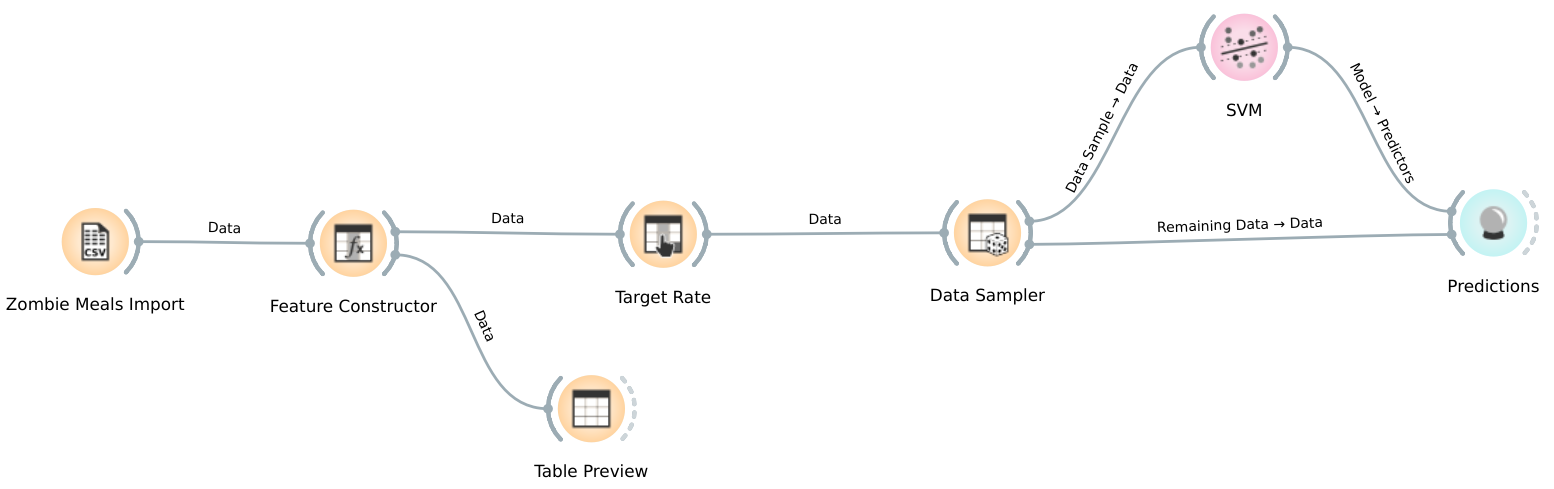 SVM
Data Sample → Data
Model → Predictors
Data
Data
Data
Remaining Data → Data
CSV
fx
Zombie Meals Import
Feature Constructor
Target Rate
Data Sampler
Predictions
Data
Table Preview